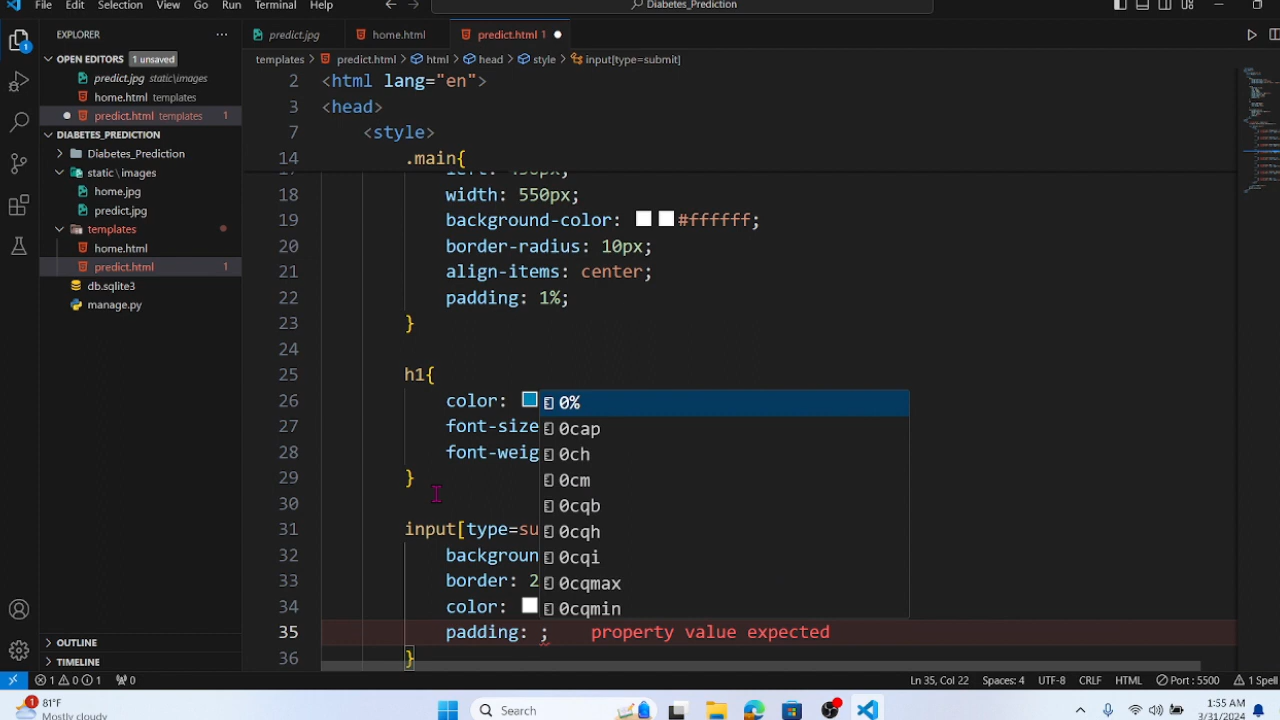 File Edit Selection View Go Run Terminal Help
Diabetes_Prediction
EXPLORER
predict.jpg
home.html
predict.html 1
OPEN EDITORS 1 unsaved
templates > predict.html > html > head > style > input[type=submit]
predict.jpg static\images
home.html templates
predict.html templates 1
DIABETES_PREDICTION
Diabetes_Prediction
static \ images
home.jpg
predict.jpg
templates
home.html
predict.html 1
db.sqlite3
manage.py
OUTLINE
TIMELINE
2 <html lang="en">
3 <head>
7 <style>
14 .main{
18 width: 550px;
19 background-color: #ffffff;
20 border-radius: 10px;
21 align-items: center;
22 padding: 1%;
23 }
24
25 h1{
26 color:
27 font-size
28 font-weig
29 }
30
31 input[type=su
32 backgroun
33 border: 2
34 color:
35 padding: ; property value expected
36 }
0%
0cap
0ch
0cm
0cqb
0cqh
0cqi
0cqmax
0cqmin
1 0 1 0 Ln 35, Col 22 Spaces: 4 UTF-8 CRLF HTML Port : 5500 1 Spell
81°F
Mostly cloudy
Search
1:55 AM
3/31/2024